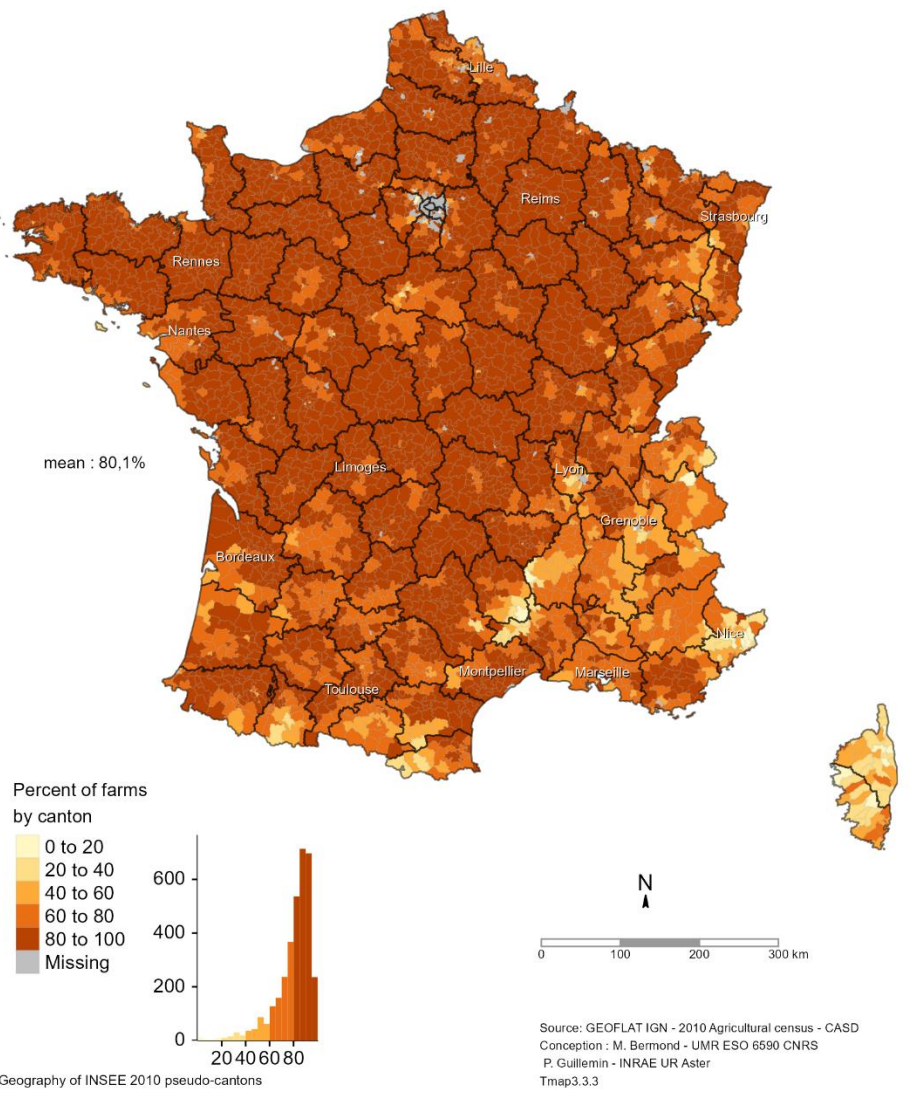 Lille
Reims
Strasbourg
Rennes
Nantes
mean : 80,1%
Limoges
Lyon
Grenoble
Bordeaux
Nice
Montpellier
Marseille
Toulouse
Percent of farms
by canton
0 to 20
20 to 40
40 to 60
60 to 80
80 to 100
Missing
600
400
200
0
20 40 60 80
N
0 100 200 300 km
Source: GEOFLAT IGN - 2010 Agricultural census - CASD
Conception : M. Bermond - UMR ESO 6590 CNRS
P. Guillemin - INRAE UR Aster
Tmap3.3.3
Geography of INSEE 2010 pseudo-cantons